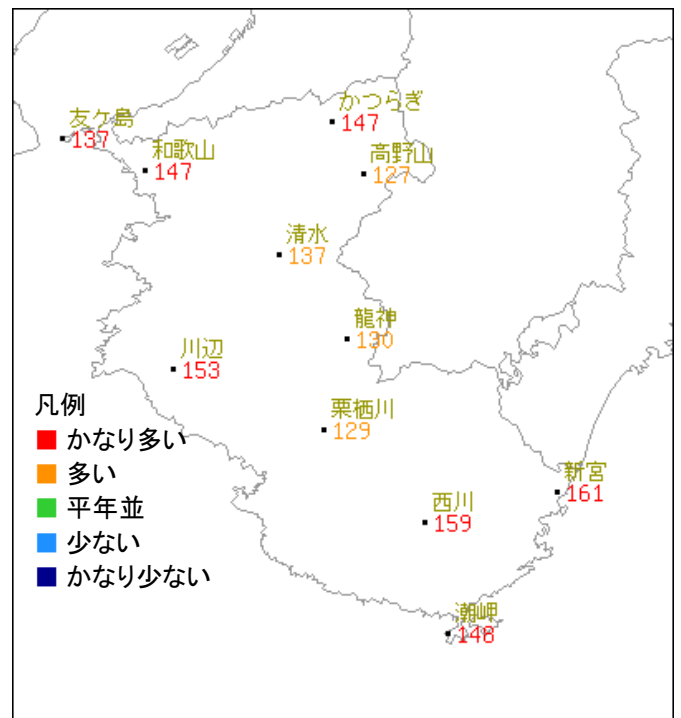 かつらぎ
147
友ケ島
137
和歌山
147
高野山
127
清水
137
龍神
130
川辺
153
栗栖川
129
凡例
かなり多い
多い
平年並
少ない
かなり少ない
新宮
161
西川
159
潮岬
148